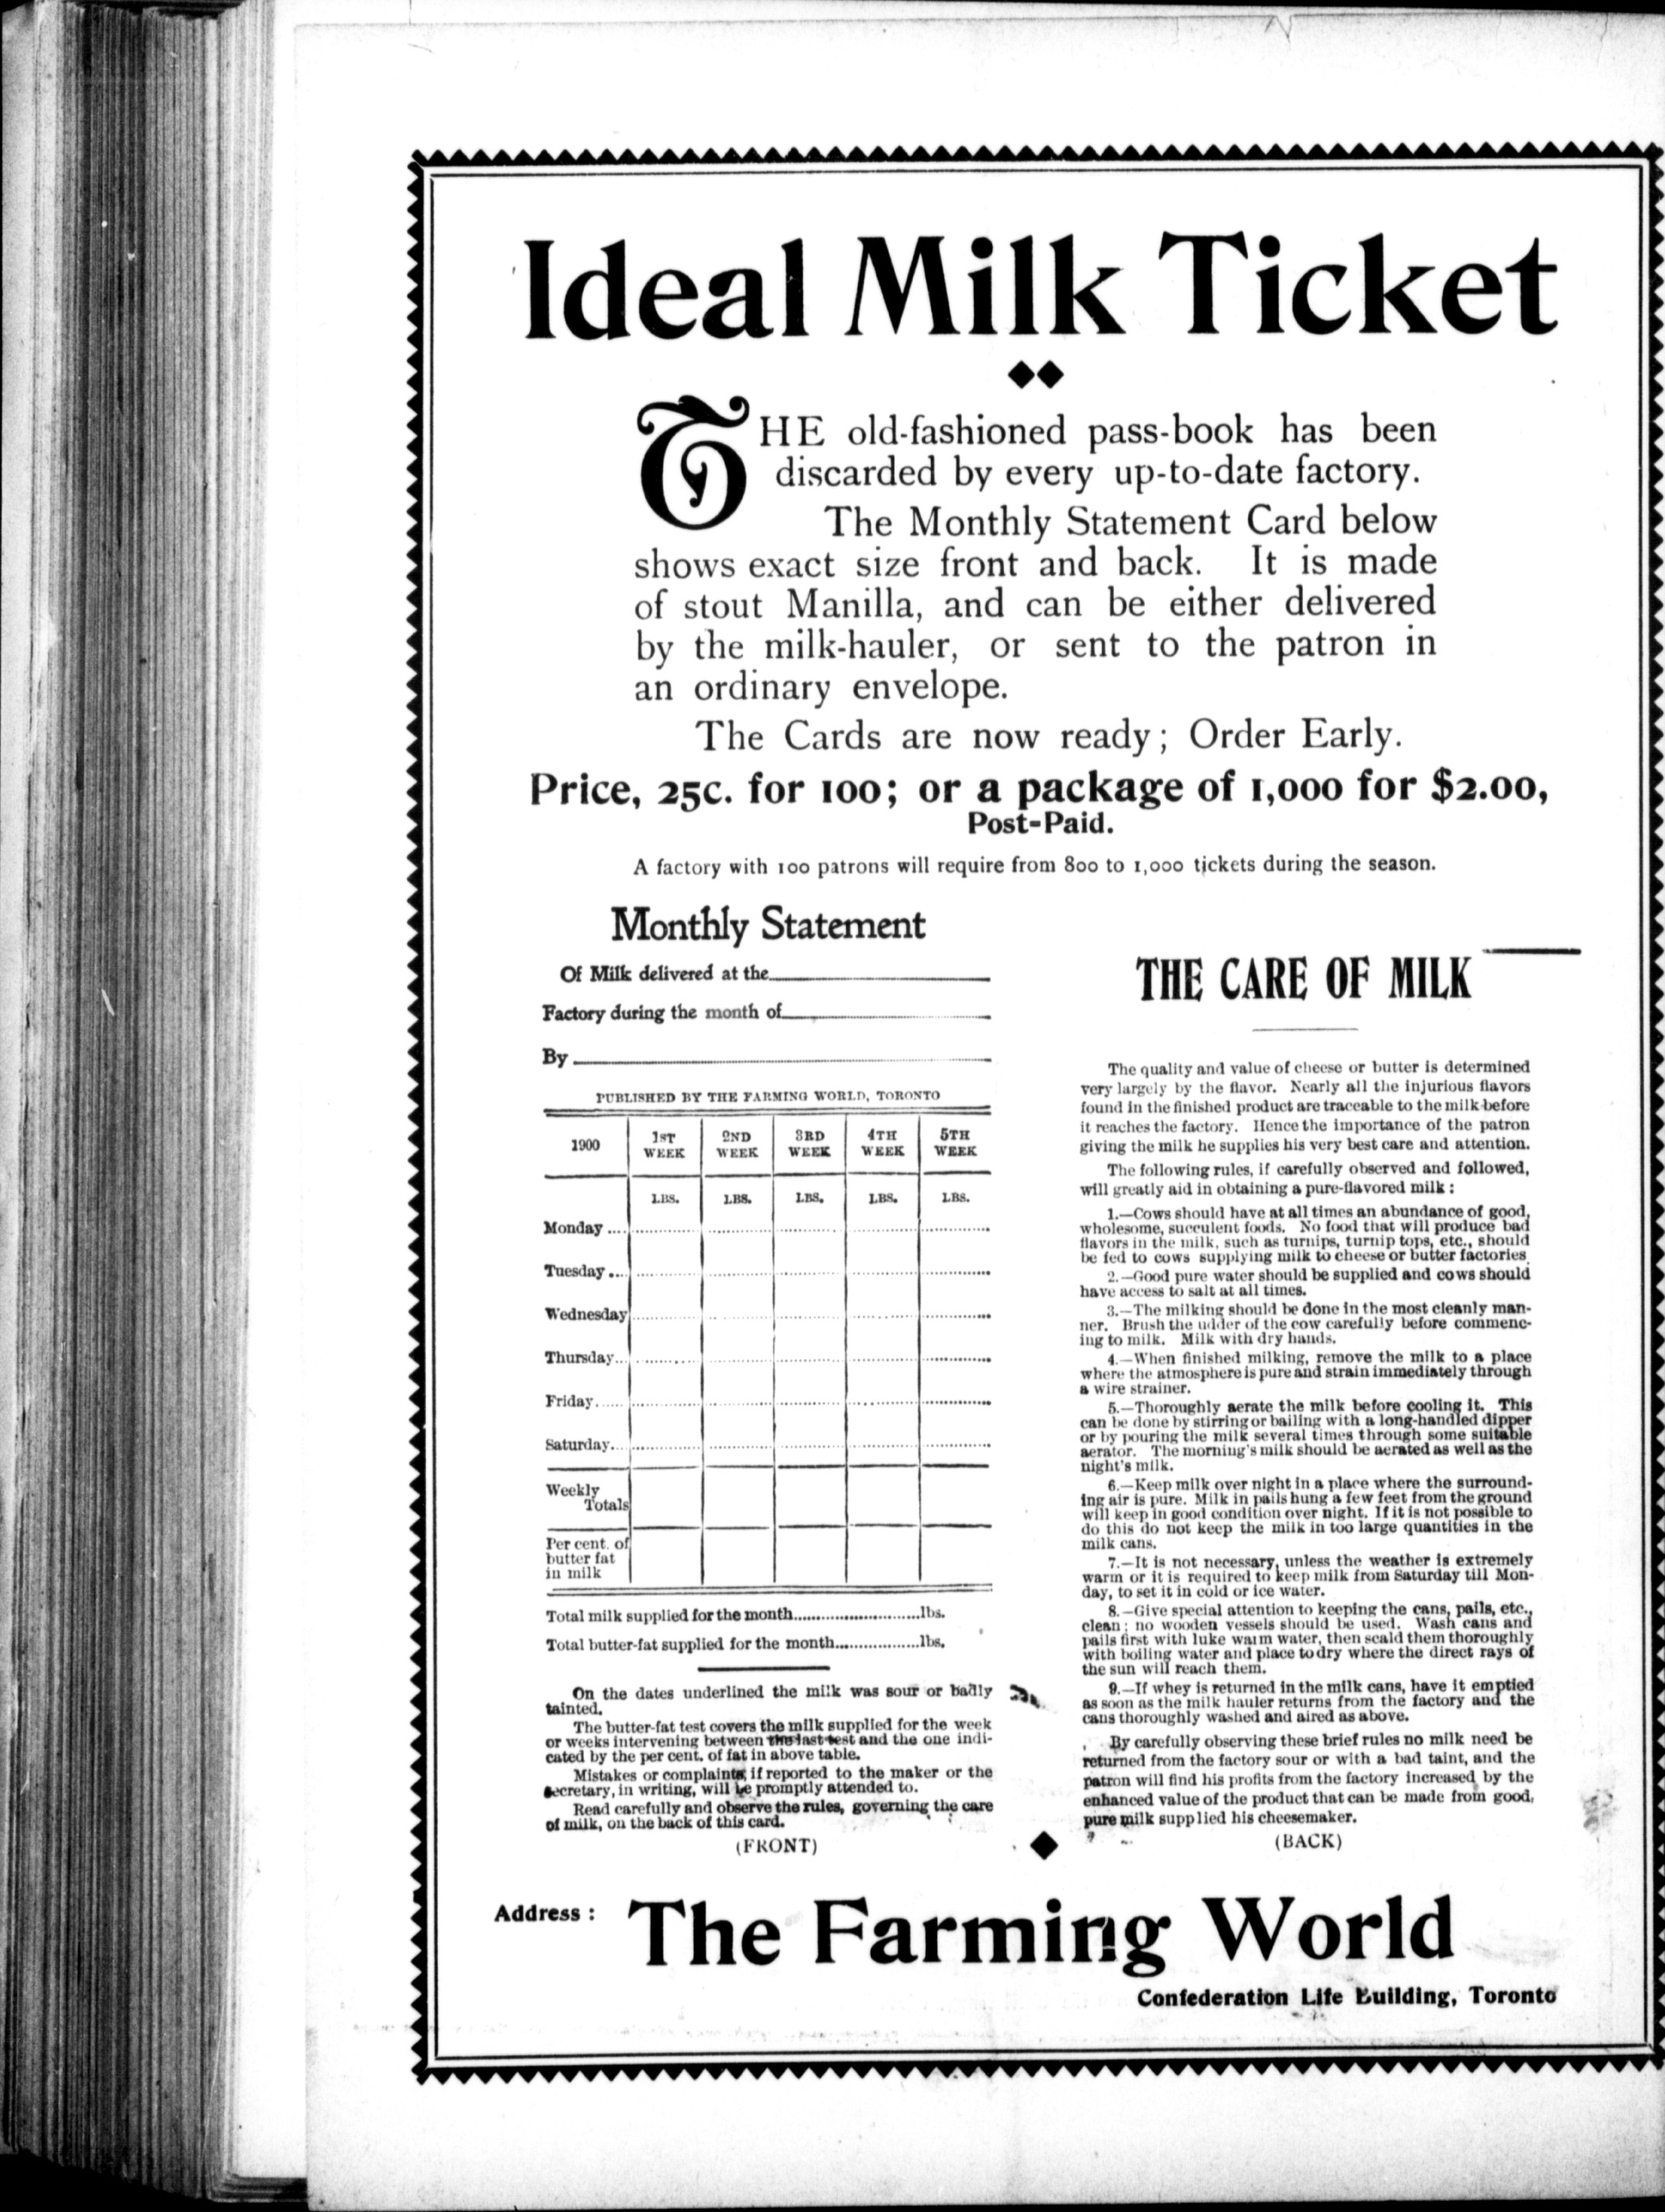 Ideal Milk Ticket
THE old-fashioned pass-book has been
discarded by every up-to-date factory.
The Monthly Statement Card below
shows exact size front and back. It is made
of stout Manilla, and can be either delivered
by the milk-hauler, or sent to the patron in
an ordinary envelope.
The Cards are now ready; Order Early.
Price, 25c. for 100; or a package of 1,000 for $2.00,
Post-Paid.
A factory with 100 patrons will require from 800 to 1,000 tickets during the season.
Monthly Statement
Of Milk delivered at the
Factory during the month of
By
PUBLISHED BY THE FARMING WORLD, TORONTO
1900 1ST WEEK 2ND WEEK 3RD WEEK 4TH WEEK 5TH WEEK
LBS. LBS. LBS. LBS. LBS.
Monday ....
Tuesday ....
Wednesday
Thursday...
Friday.....
Saturday...
Weekly
Totals
Per cent. of
butter fat
in milk
Total milk supplied for the month...........................lbs.
Total butter-fat supplied for the month..................lbs.
On the dates underlined the milk was sour or badly
tainted.
The butter-fat test covers the milk supplied for the week
or weeks intervening between the last test and the one indi-
cated by the per cent. of fat in above table.
Mistakes or complaints, if reported to the maker or the
secretary, in writing, will be promptly attended to.
Read carefully and observe the rules, governing the care
of milk, on the back of this card.
(FRONT)
THE CARE OF MILK
The quality and value of cheese or butter is determined
very largely by the flavor. Nearly all the injurious flavors
found in the finished product are traceable to the milk before
it reaches the factory. Hence the importance of the patron
giving the milk he supplies his very best care and attention.
The following rules, if carefully observed and followed,
will greatly aid in obtaining a pure-flavored milk :
1.—Cows should have at all times an abundance of good,
wholesome, succulent foods. No food that will produce bad
flavors in the milk, such as turnips, turnip tops, etc., should
be fed to cows supplying milk to cheese or butter factories.
2.—Good pure water should be supplied and cows should
have access to salt at all times.
3.—The milking should be done in the most cleanly man-
ner. Brush the udder of the cow carefully before commenc-
ing to milk. Milk with dry hands.
4.—When finished milking, remove the milk to a place
where the atmosphere is pure and strain immediately through
a wire strainer.
5.—Thoroughly aerate the milk before cooling it. This
can be done by stirring or bailing with a long-handled dipper
or by pouring the milk several times through some suitable
aerator. The morning's milk should be aerated as well as the
night's milk.
6.—Keep milk over night in a place where the surround-
ing air is pure. Milk in pails hung a few feet from the ground
will keep in good condition over night. If it is not possible to
do this do not keep the milk in too large quantities in the
milk cans.
7.—It is not necessary, unless the weather is extremely
warm or it is required to keep milk from Saturday till Mon-
day, to set it in cold or ice water.
8.—Give special attention to keeping the cans, pails, etc.,
clean; no wooden vessels should be used. Wash cans and
pails first with luke warm water, then scald them thoroughly
with boiling water and place to dry where the direct rays of
the sun will reach them.
9.—If whey is returned in the milk cans, have it emptied
as soon as the milk hauler returns from the factory and the
cans thoroughly washed and aired as above.
By carefully observing these brief rules no milk need be
returned from the factory sour or with a bad taint, and the
patron will find his profits from the factory increased by the
enhanced value of the product that can be made from good,
pure milk supplied his cheesemaker.
(BACK)
Address : The Farming World
Confederation Life Building, Toronto